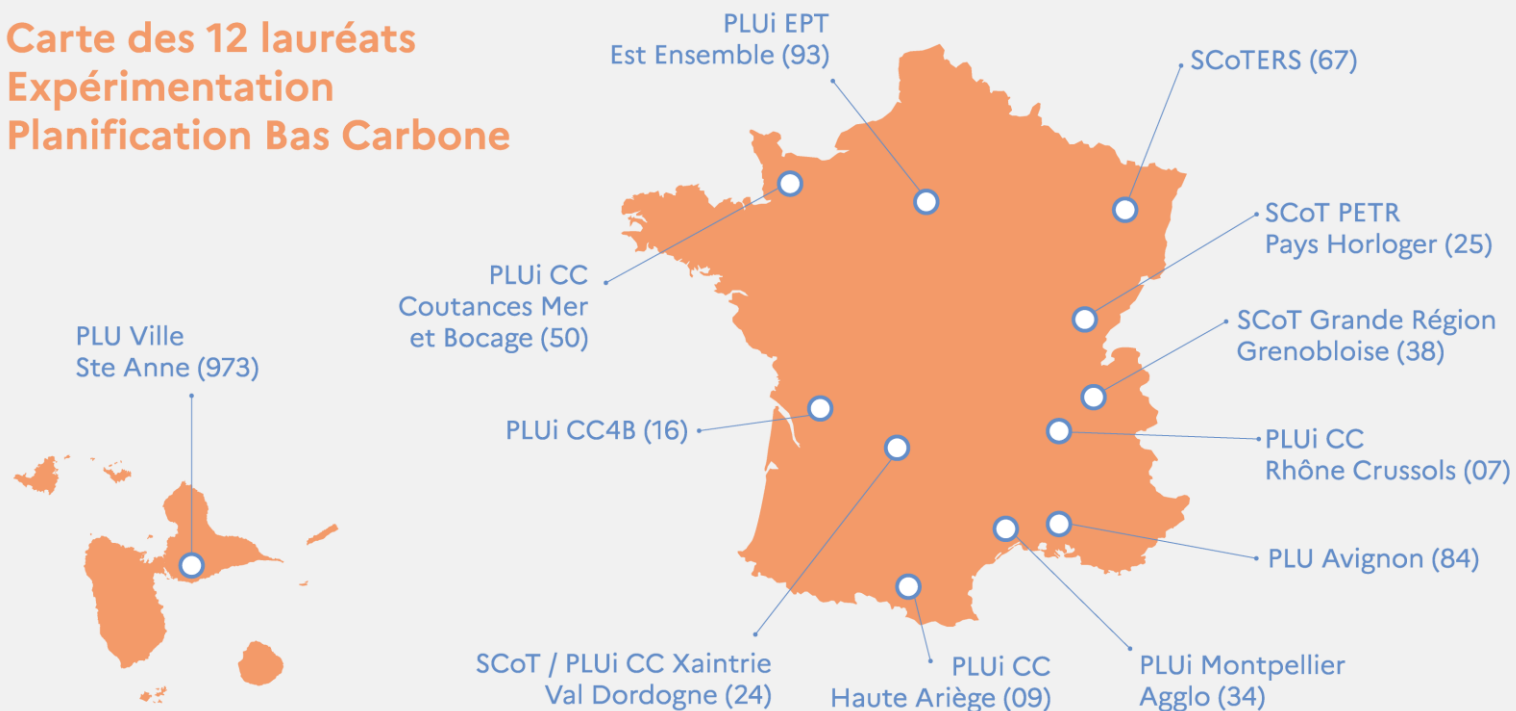 Carte des 12 lauréats
Expérimentation
Planification Bas Carbone
PLUi EPT
Est Ensemble (93)
SCoTERS (67)
SCoT PETR
Pays Horloger (25)
PLUi CC
Coutances Mer
et Bocage (50)
SCoT Grande Région
Grenobloise (38)
PLU Ville
Ste Anne (973)
PLUi CC4B (16)
PLUi CC
Rhône Crussols (07)
PLU Avignon (84)
SCoT / PLUi CC Xaintrie
Val Dordogne (24)
PLUi CC
Haute Ariège (09)
PLUi Montpellier
Agglo (34)